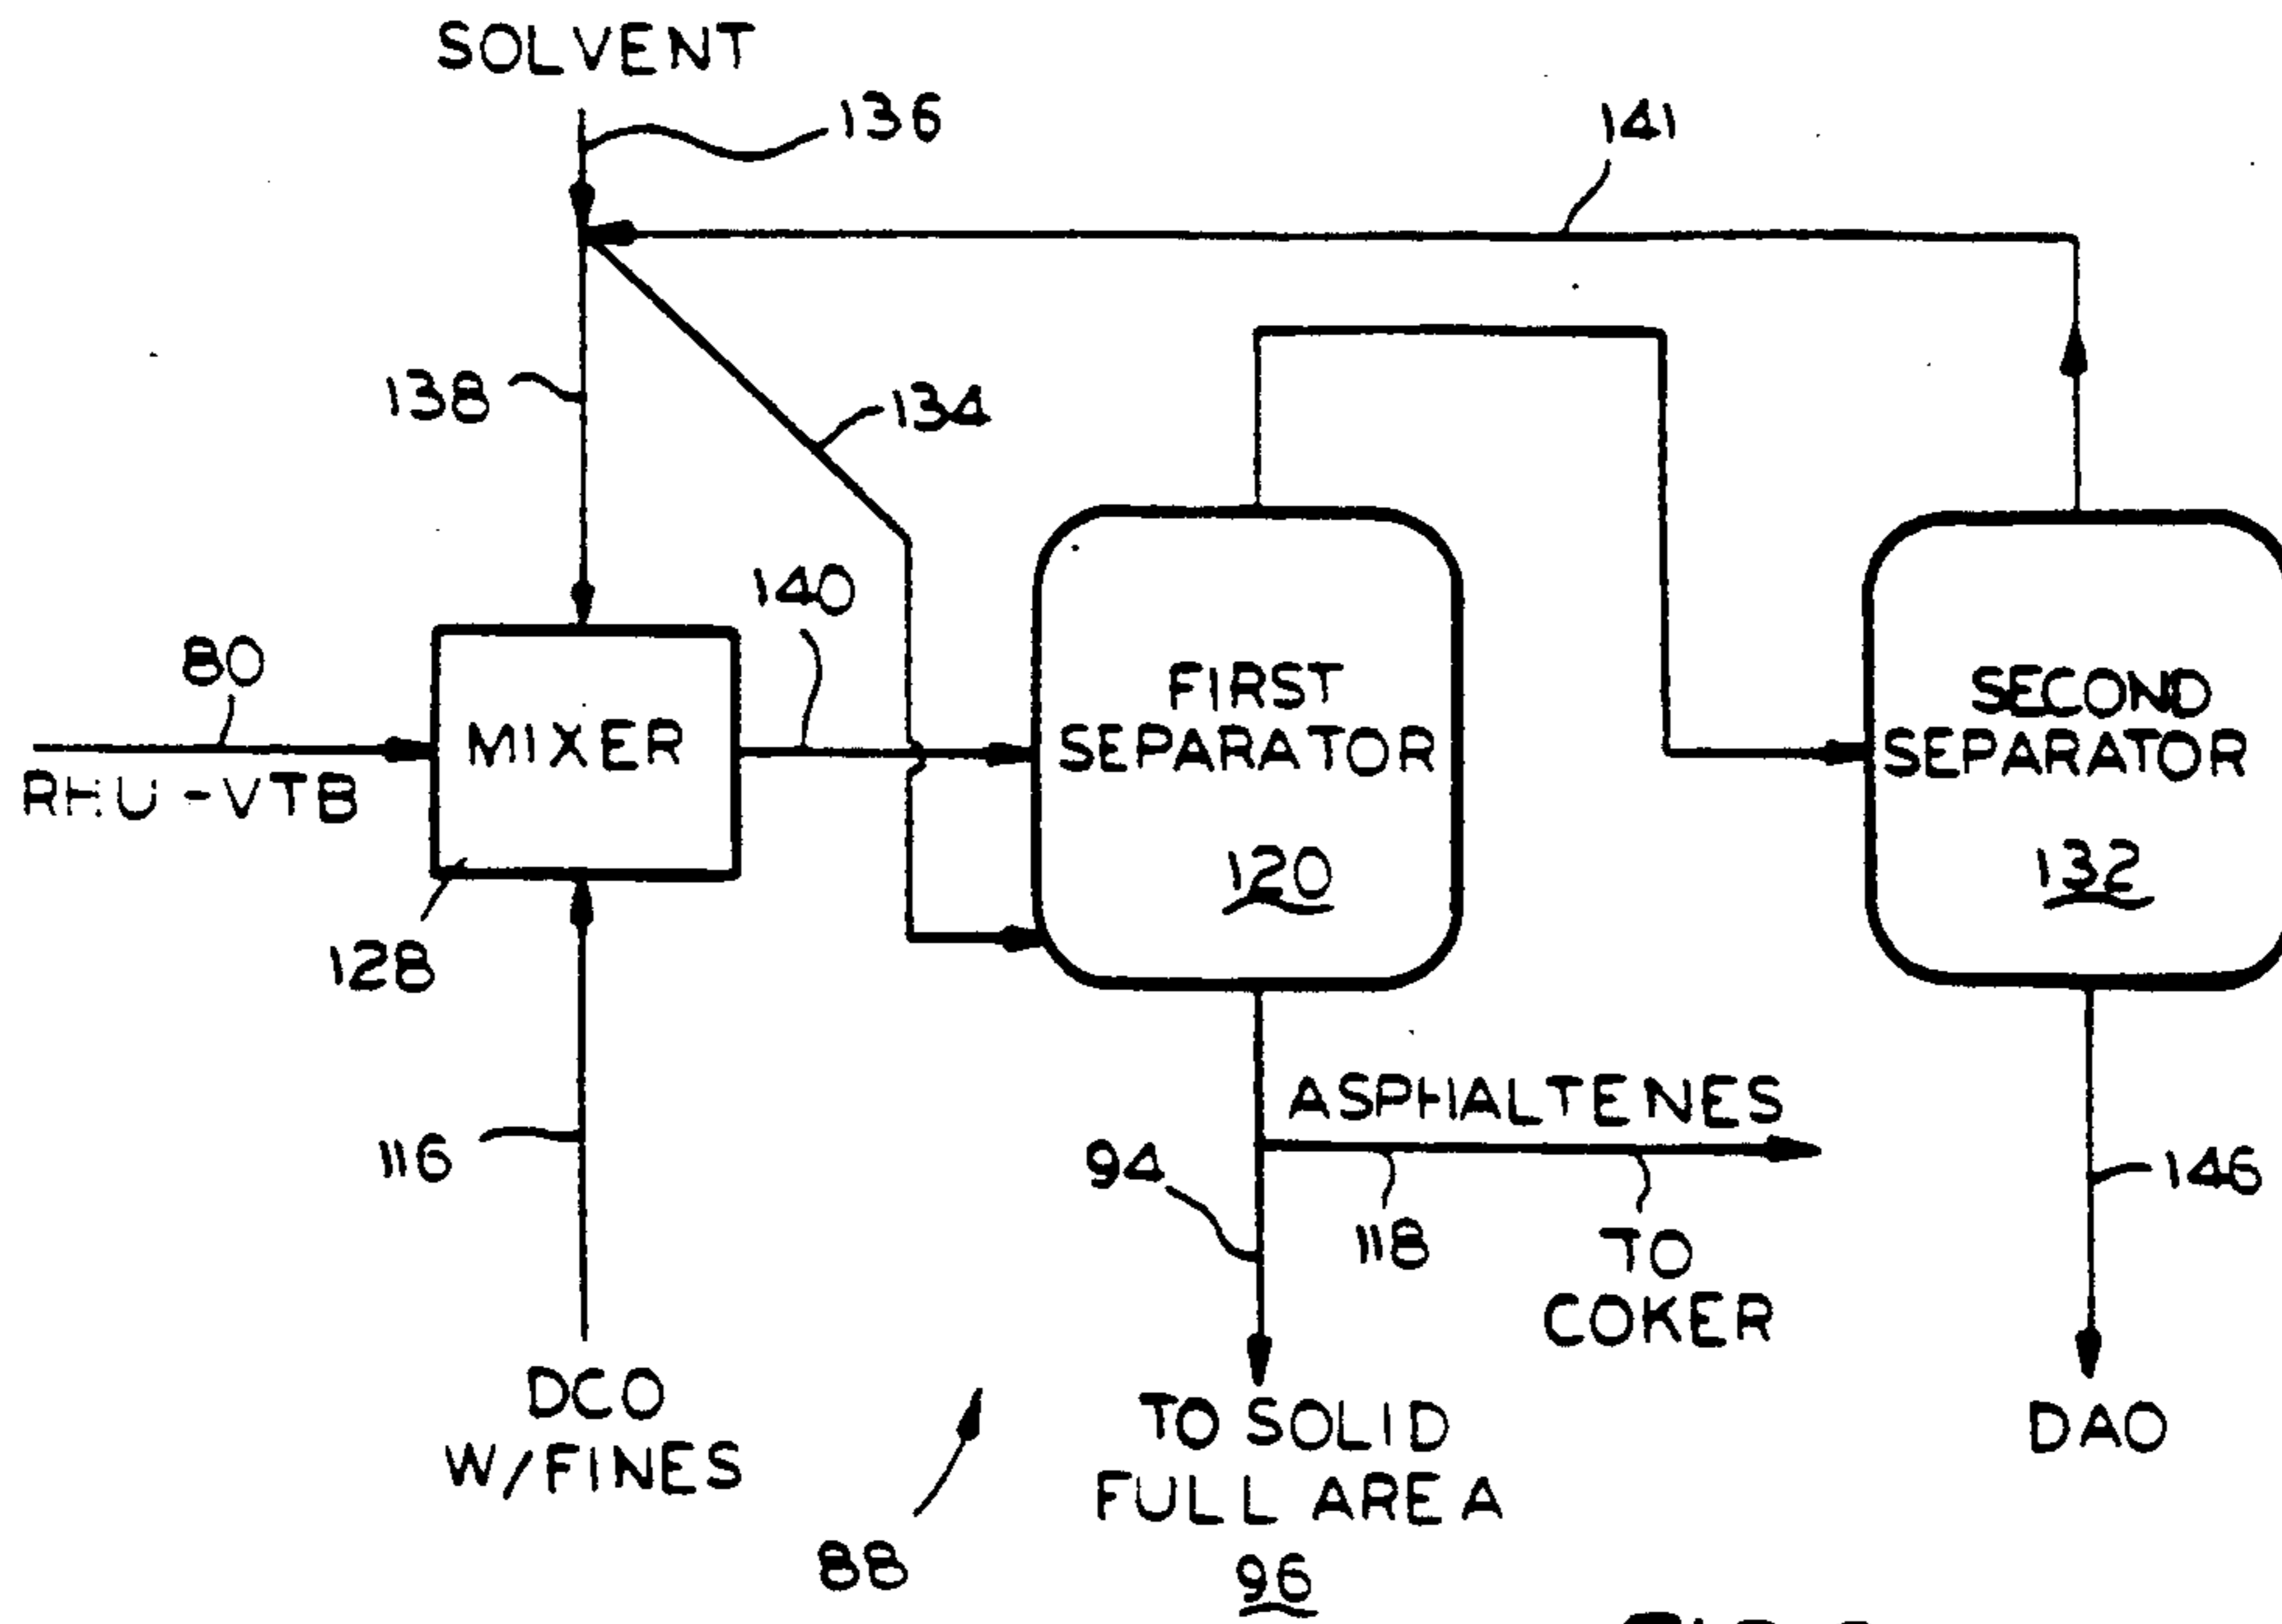 SOLVENT
136
141
138
134
140
80
RHU-VTB
MIXER
FIRST
SEPARATOR
120
SECOND
SEPARATOR
132
128
116
ASPHALTENES
94
118
TO
COKER
146
DCO
W/FINES
TO SOLID
FULL AREA
96
DAO
88